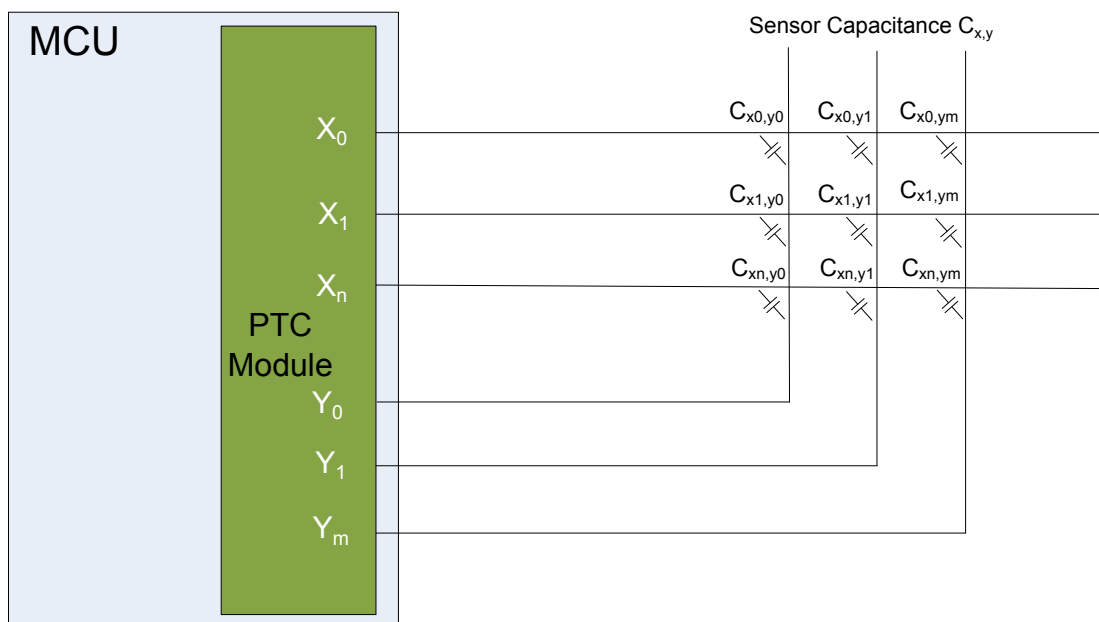 MCU
Sensor Capacitance Cx,y
Cx0,y0 Cx0,y1 Cx0,ym
X0
Cx1,y0 Cx1,y1 Cx1,ym
X1
Cxn,y0 Cxn,y1 Cxn,ym
Xn
PTC
Module
Y0
Y1
Ym